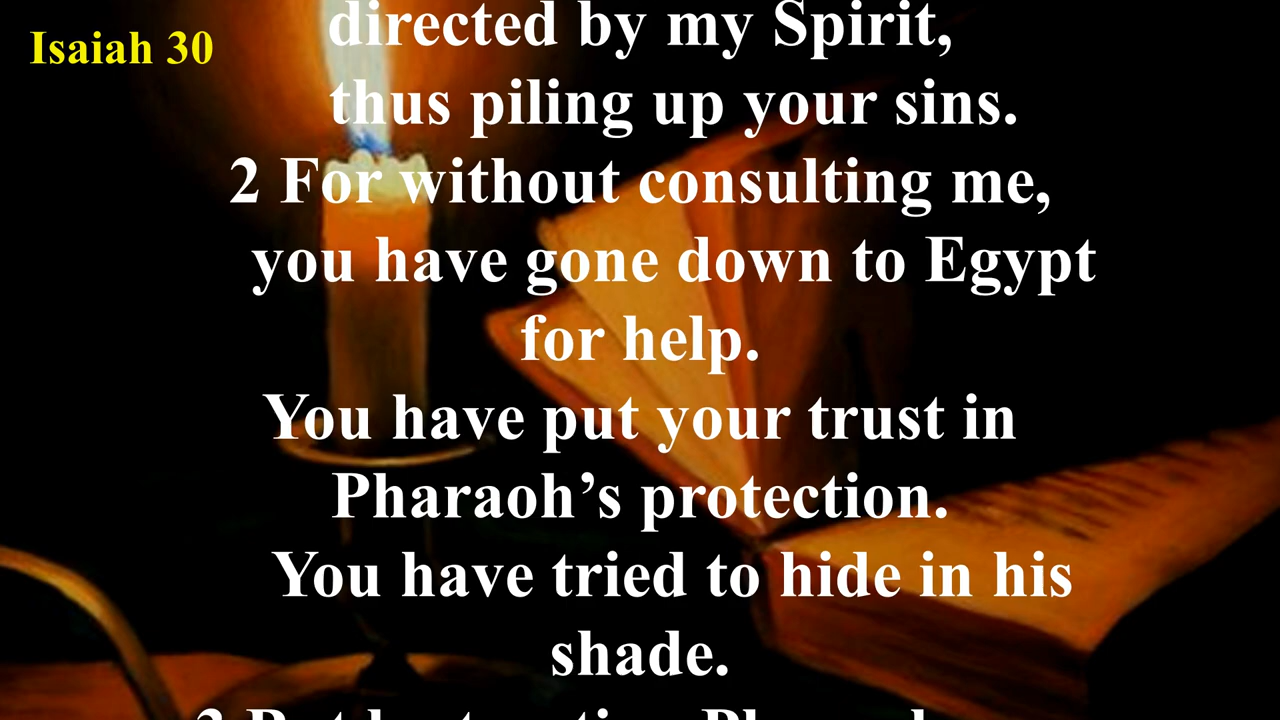 Isaiah 30
directed by my Spirit,
thus piling up your sins.
2 For without consulting me,
you have gone down to Egypt
for help.
You have put your trust in
Pharaoh’s protection.
You have tried to hide in his
shade.